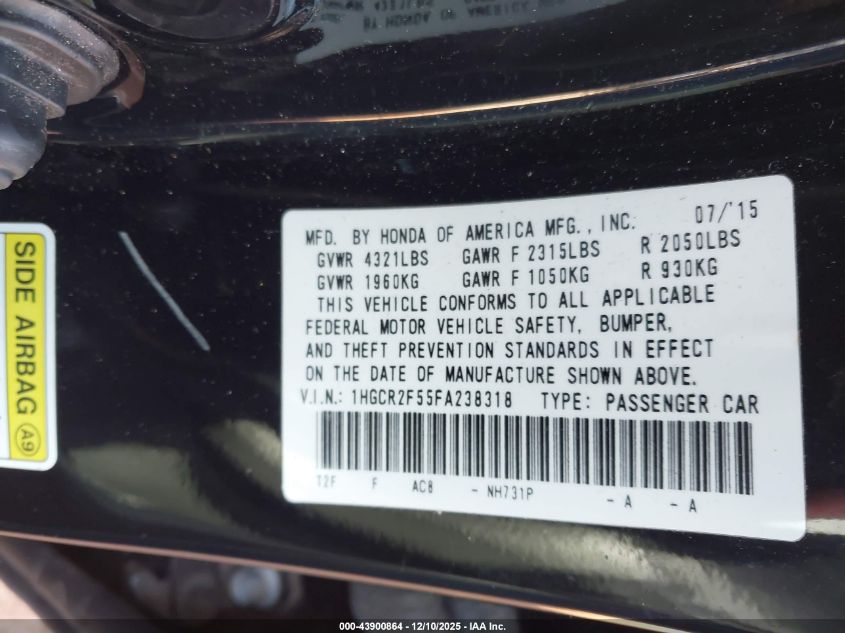 SIDE AIRBAG A9
MFD. BY HONDA OF AMERICA MFG., INC. 07/'15
GVWR 4321LBS GAWR F 2315LBS R 2050LBS
GVWR 1960KG GAWR F 1050KG R 930KG
THIS VEHICLE CONFORMS TO ALL APPLICABLE
FEDERAL MOTOR VEHICLE SAFETY, BUMPER,
AND THEFT PREVENTION STANDARDS IN EFFECT
ON THE DATE OF MANUFACTURE SHOWN ABOVE.
V.I.N.: 1HGCR2F55FA238318 TYPE: PASSENGER CAR
T2F F AC8 - NH731P - A - A
000-43900864 - 12/10/2025 - IAA Inc.